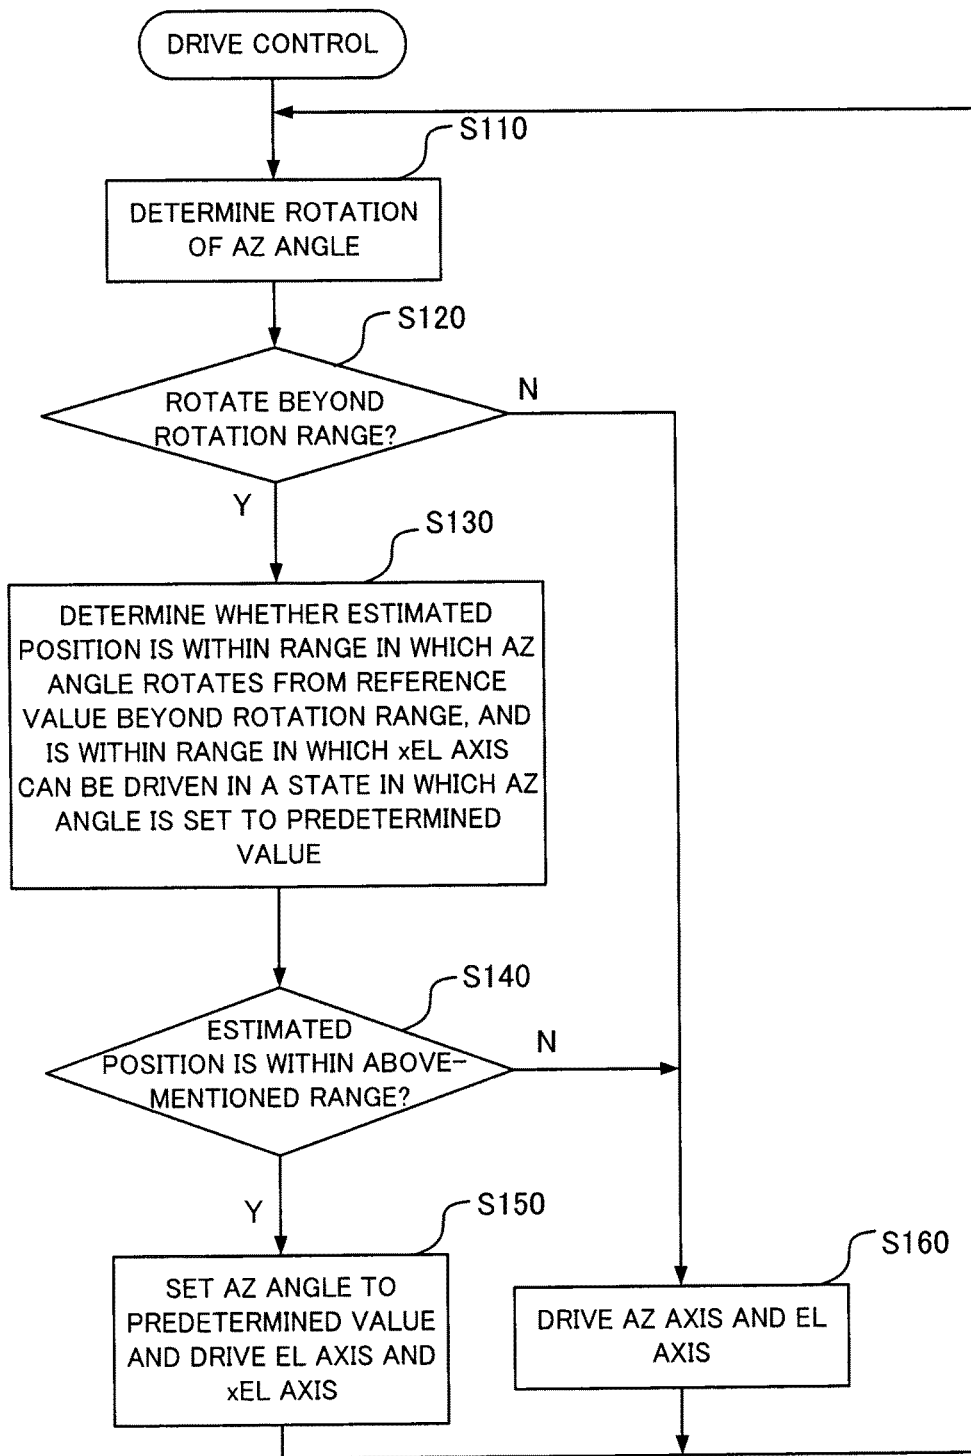 DRIVE CONTROL
S110
DETERMINE ROTATION
OF AZ ANGLE
S120
ROTATE BEYOND
ROTATION RANGE?
N
Y
S130
DETERMINE WHETHER ESTIMATED
POSITION IS WITHIN RANGE IN WHICH AZ
ANGLE ROTATES FROM REFERENCE
VALUE BEYOND ROTATION RANGE, AND
IS WITHIN RANGE IN WHICH xEL AXIS
CAN BE DRIVEN IN A STATE IN WHICH AZ
ANGLE IS SET TO PREDETERMINED
VALUE
S140
ESTIMATED
POSITION IS WITHIN ABOVE-
MENTIONED RANGE?
N
Y
S150
SET AZ ANGLE TO
PREDETERMINED VALUE
AND DRIVE EL AXIS AND
xEL AXIS
S160
DRIVE AZ AXIS AND EL
AXIS